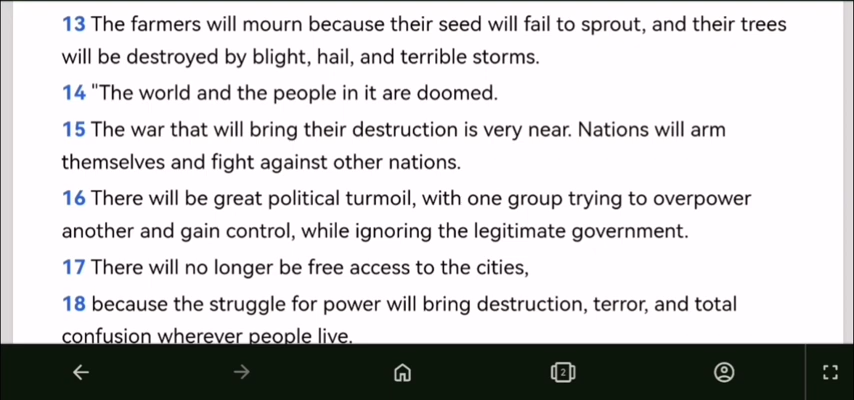 13 The farmers will mourn because their seed will fail to sprout, and their trees
will be destroyed by blight, hail, and terrible storms.
14 "The world and the people in it are doomed.
15 The war that will bring their destruction is very near. Nations will arm
themselves and fight against other nations.
16 There will be great political turmoil, with one group trying to overpower
another and gain control, while ignoring the legitimate government.
17 There will no longer be free access to the cities,
18 because the struggle for power will bring destruction, terror, and total
confusion wherever people live.
2